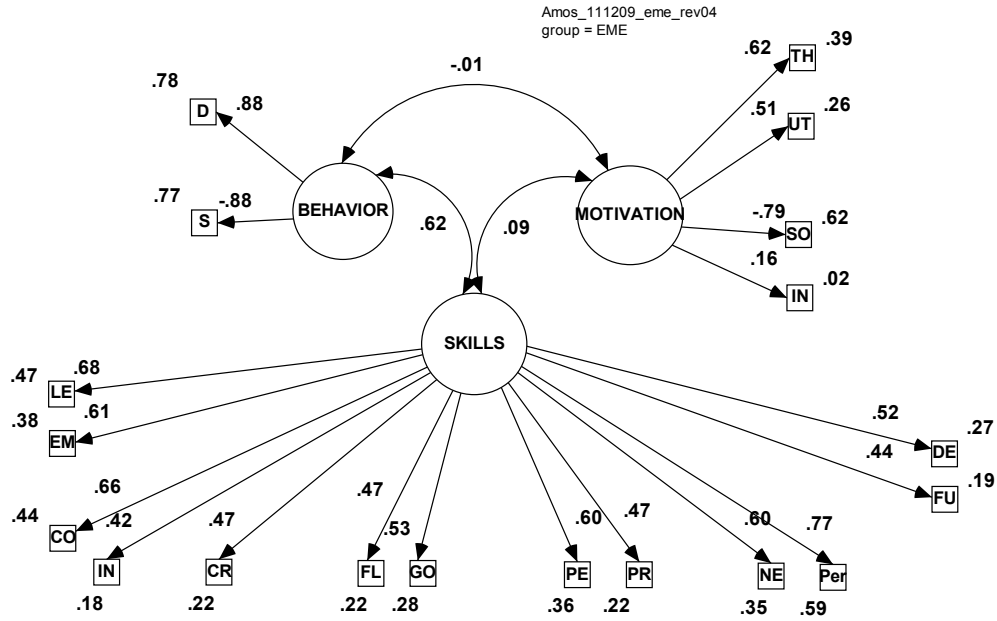 Amos_111209_eme_rev04
group = EME
-.01
.62
TH
.39
.78
D
.88
.51
UT
.26
.77
S
-.88
BEHAVIOR
MOTIVATION
-.79
SO
.62
.62
.09
.16
IN
.02
SKILLS
.47
LE
.68
.38
EM
.61
.52
DE
.27
.44
FU
.19
.66
.44
CO
.42
IN
.18
.47
CR
.22
.47
FL
.22
.53
GO
.28
.60
PE
.36
.47
PR
.22
.60
NE
.35
.77
Per
.59